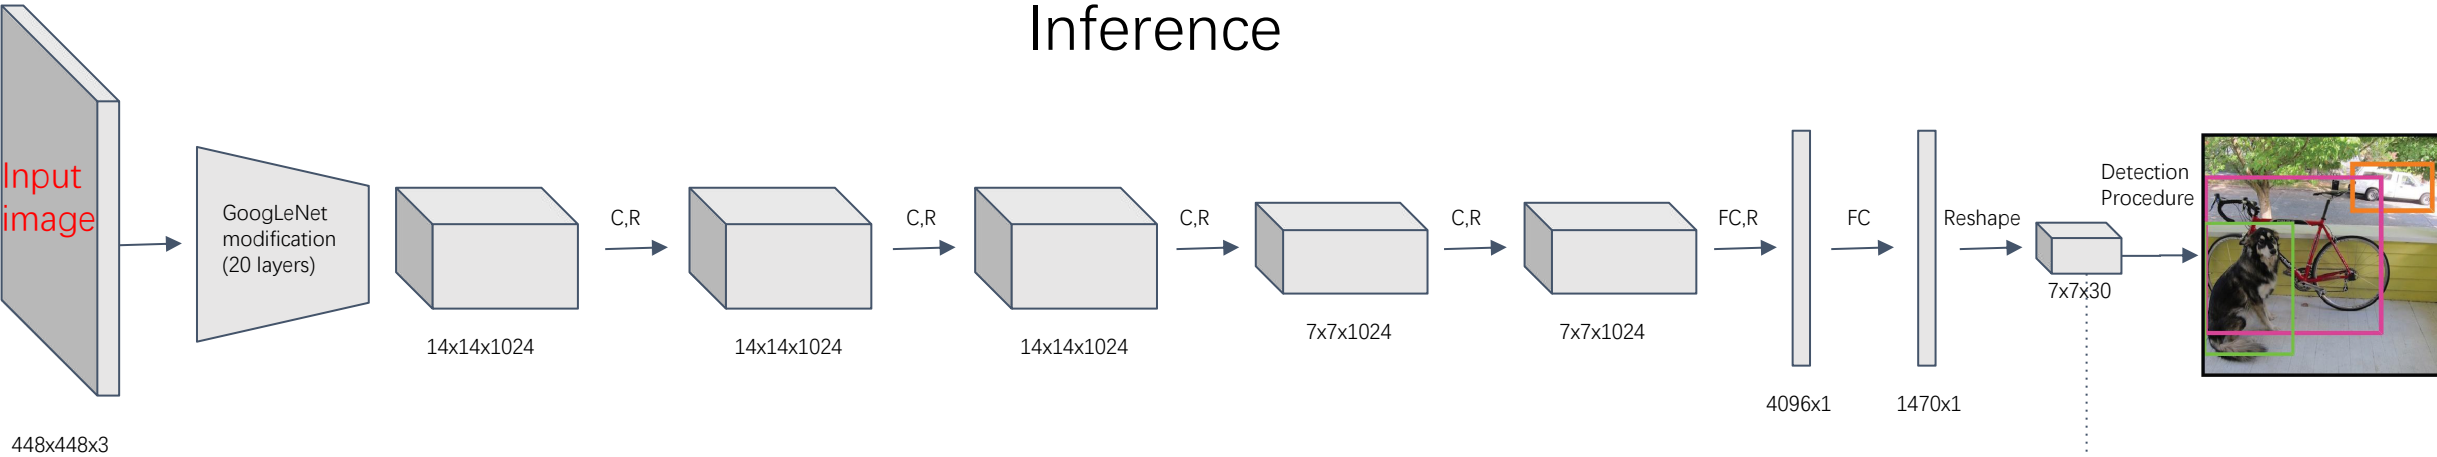 Inference
Input
image
448x448x3
GoogLeNet
modification
(20 layers)
14x14x1024
C,R
14x14x1024
C,R
14x14x1024
C,R
7x7x1024
C,R
7x7x1024
FC,R
4096x1
FC
1470x1
Reshape
7x7x30
Detection
Procedure